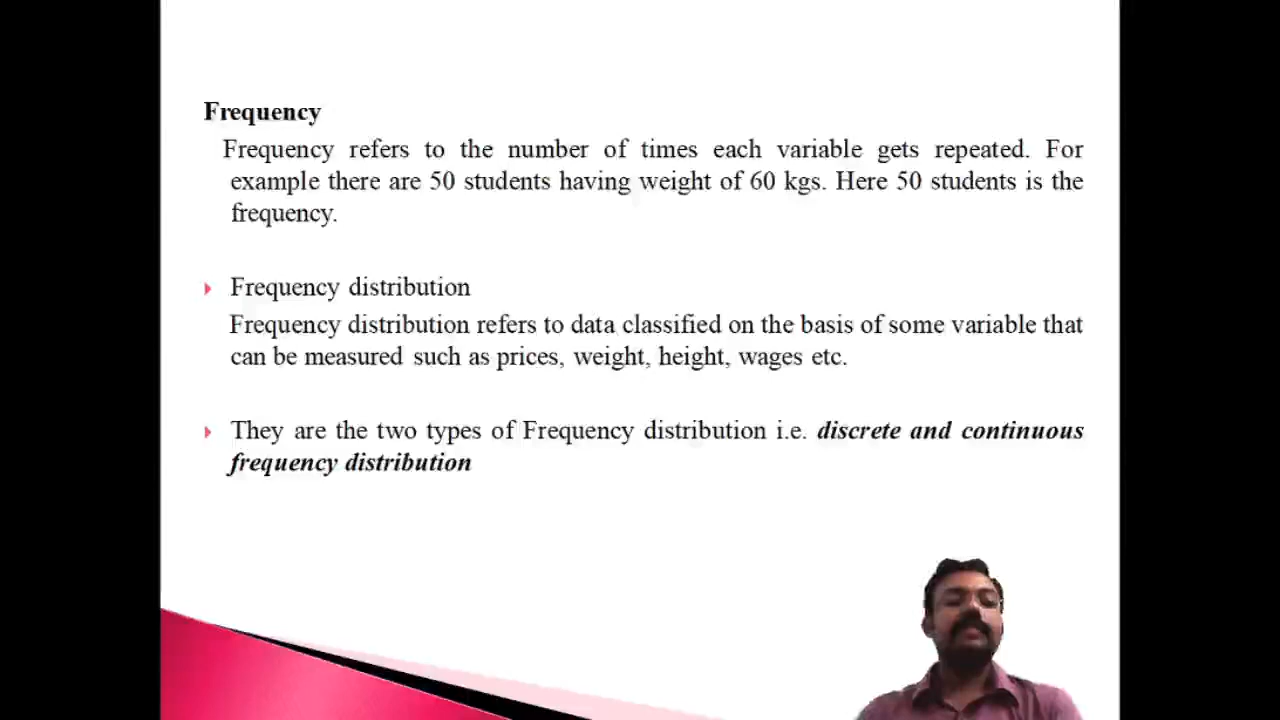 Frequency
Frequency refers to the number of times each variable gets repeated. For
example there are 50 students having weight of 60 kgs. Here 50 students is the
frequency.
Frequency distribution
Frequency distribution refers to data classified on the basis of some variable that
can be measured such as prices, weight, height, wages etc.
They are the two types of Frequency distribution i.e. discrete and continuous
frequency distribution